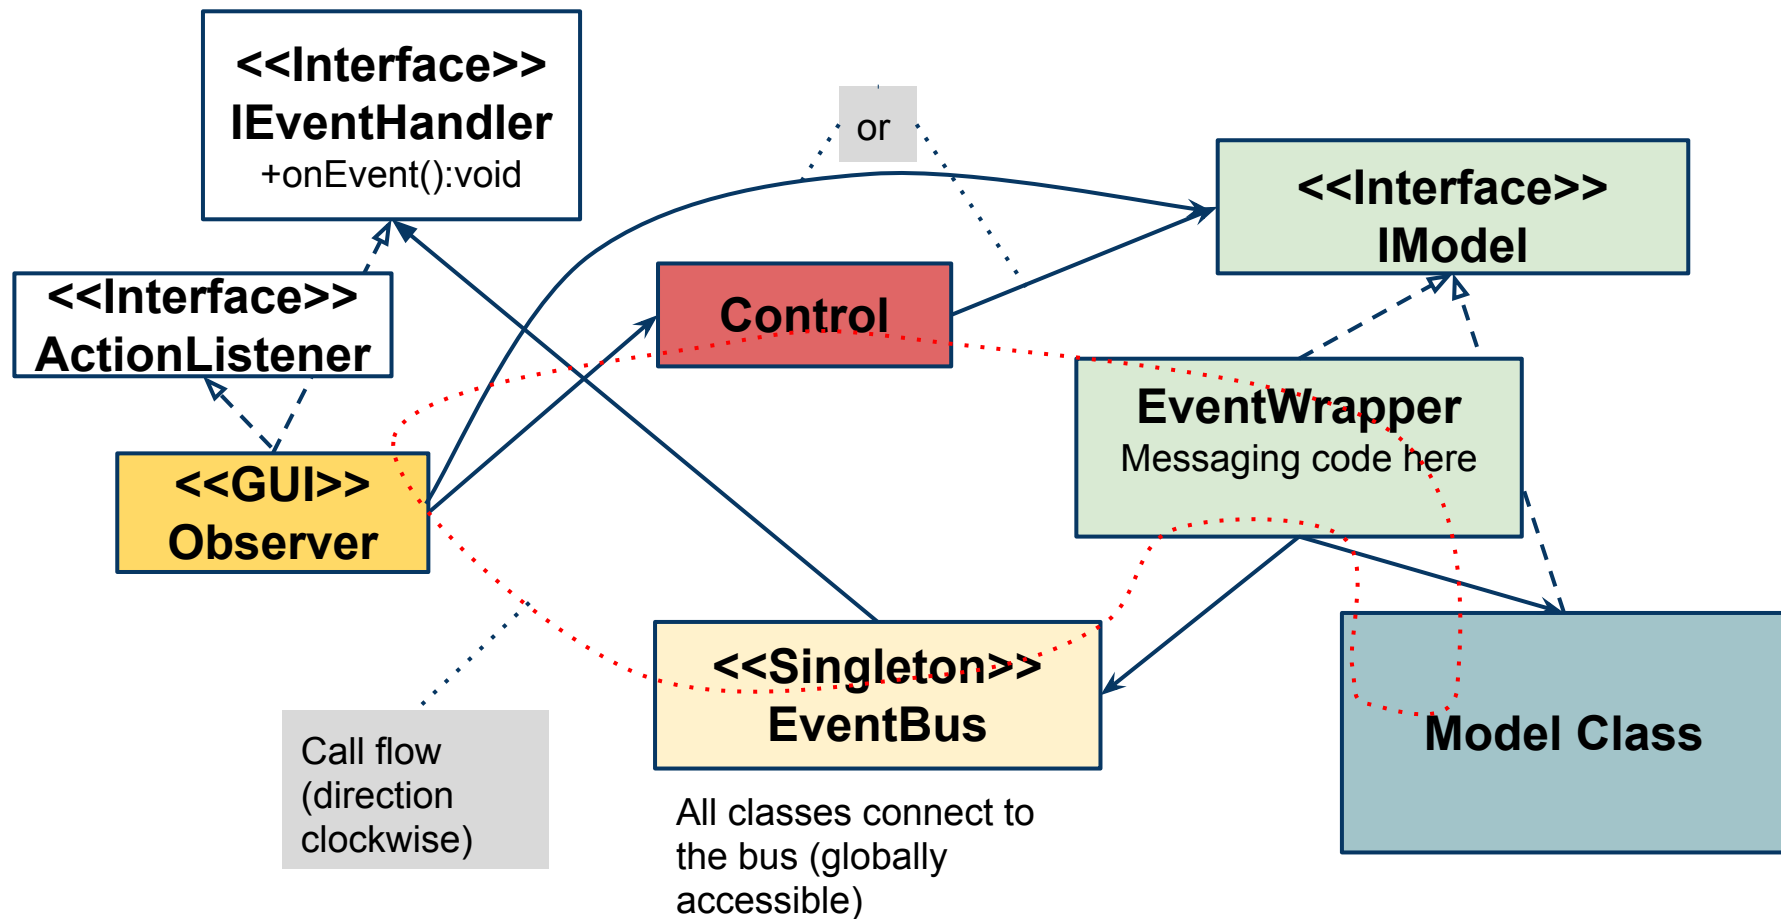 <<Interface>>
IEventHandler
+onEvent():void
or
<<Interface>>
IModel
<<Interface>>
ActionListener
Control
EventWrapper
Messaging code here
<<GUI>>
Observer
<<Singleton>>
EventBus
Model Class
Call flow
(direction
clockwise)
All classes connect to
the bus (globally
accessible)